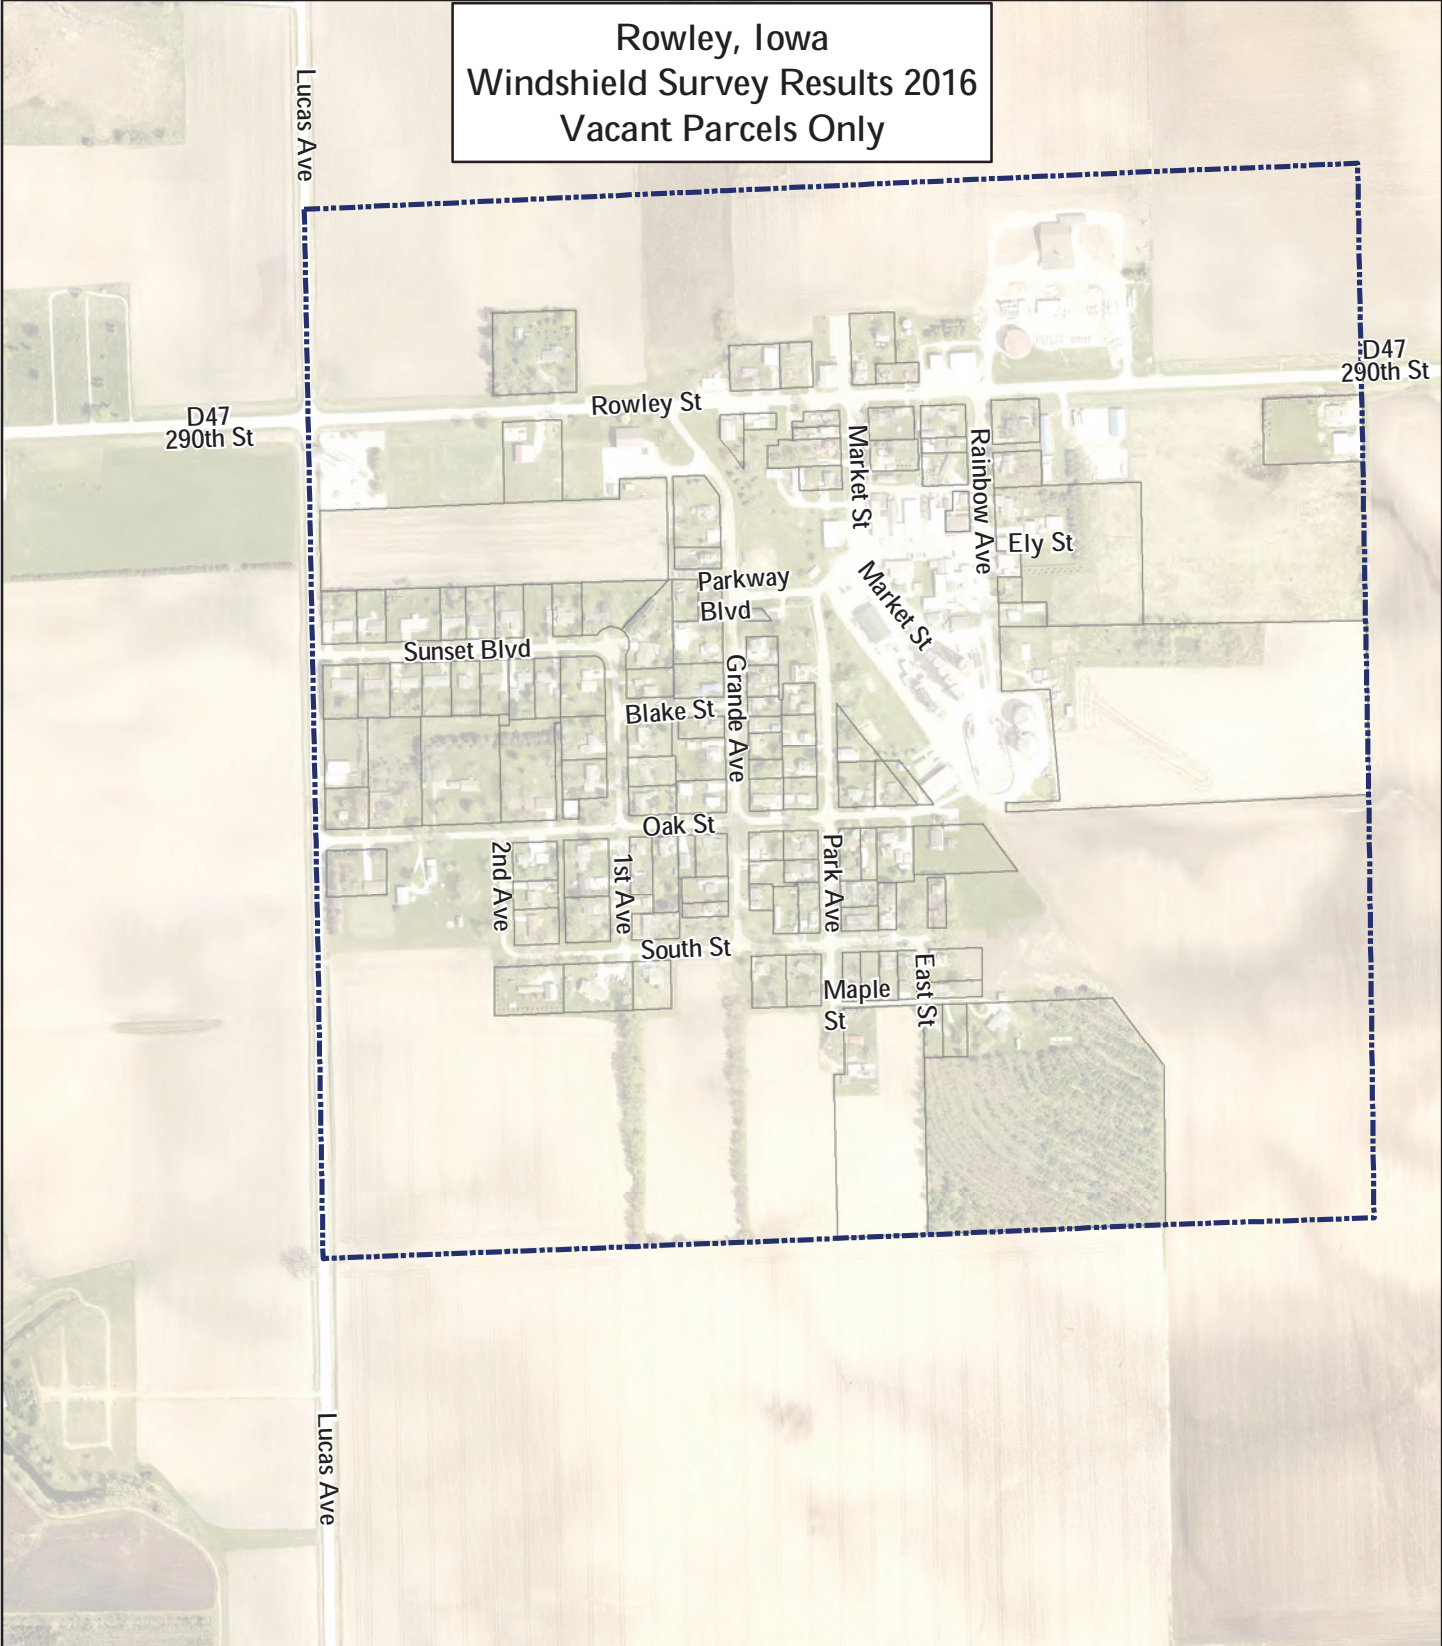 Rowley, Iowa
Windshield Survey Results 2016
Vacant Parcels Only
Lucas Ave
D47
290th St
D47
290th St
Rowley St
Market St
Rainbow Ave
Ely St
Parkway
Blvd
Market St
Sunset Blvd
Grande Ave
Blake St
Oak St
2nd Ave
1st Ave
Park Ave
South St
Maple
St
East St
Lucas Ave